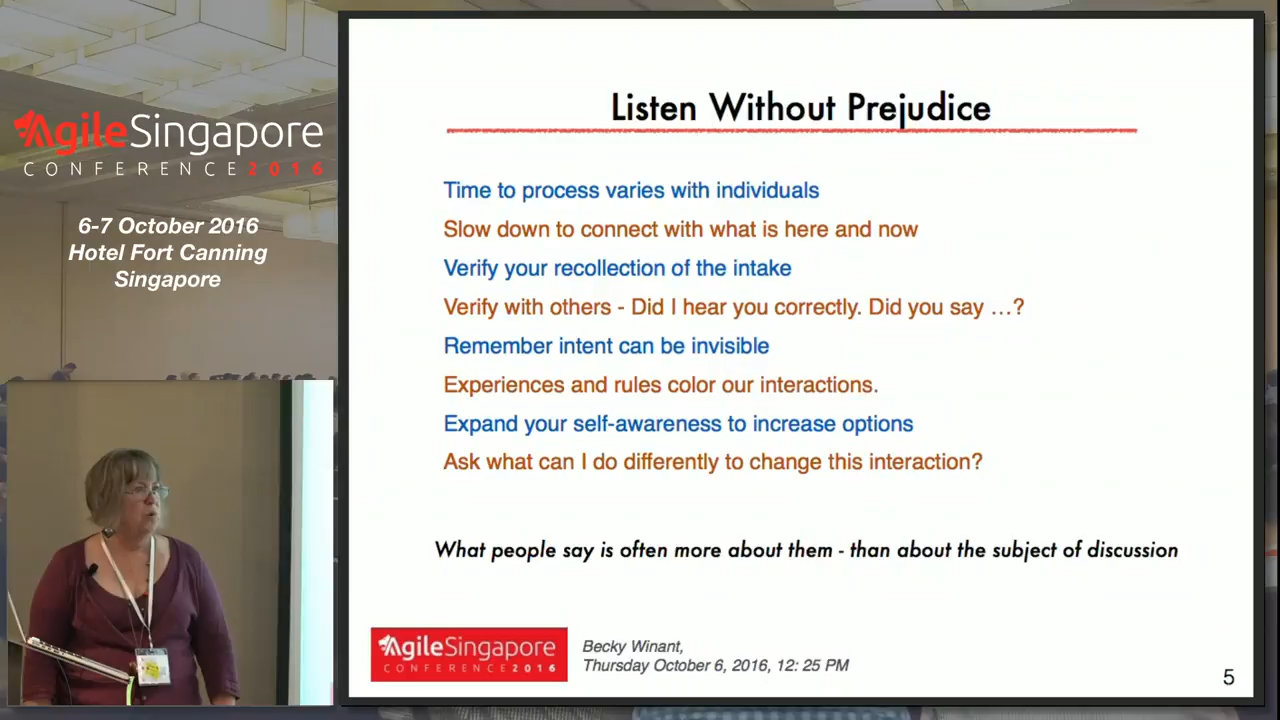 AgileSingapore
CONFERENCE2016
6-7 October 2016
Hotel Fort Canning
Singapore
Listen Without Prejudice
Time to process varies with individuals
Slow down to connect with what is here and now
Verify your recollection of the intake
Verify with others - Did I hear you correctly. Did you say …?
Remember intent can be invisible
Experiences and rules color our interactions.
Expand your self-awareness to increase options
Ask what can I do differently to change this interaction?
What people say is often more about them - than about the subject of discussion
AgileSingapore
CONFERENCE2016
Becky Winant,
Thursday October 6, 2016, 12: 25 PM
5